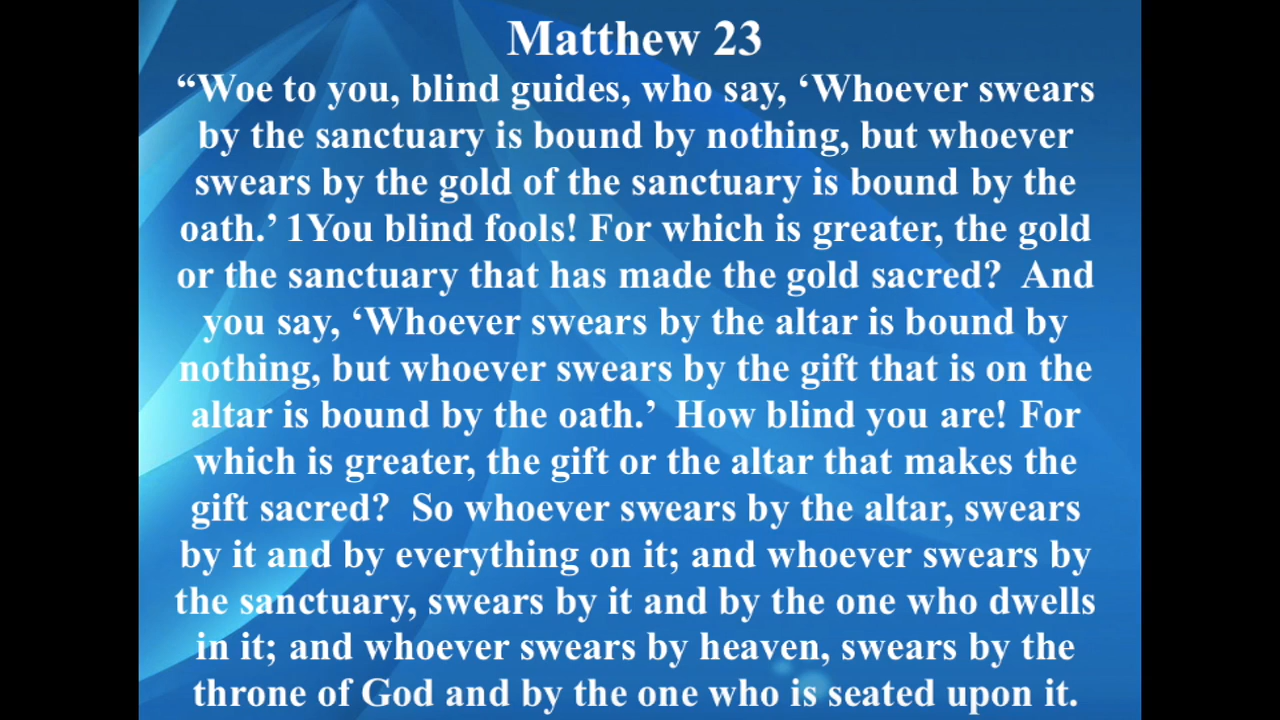 Matthew 23
“Woe to you, blind guides, who say, ‘Whoever swears
by the sanctuary is bound by nothing, but whoever
swears by the gold of the sanctuary is bound by the
oath.’ 1You blind fools! For which is greater, the gold
or the sanctuary that has made the gold sacred?  And
you say, ‘Whoever swears by the altar is bound by
nothing, but whoever swears by the gift that is on the
altar is bound by the oath.’  How blind you are! For
which is greater, the gift or the altar that makes the
gift sacred?  So whoever swears by the altar, swears
by it and by everything on it; and whoever swears by
the sanctuary, swears by it and by the one who dwells
in it; and whoever swears by heaven, swears by the
throne of God and by the one who is seated upon it.